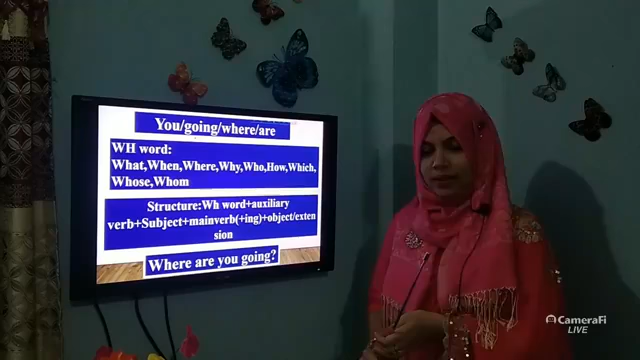 You/going/where/are
WH word:
What,When,Where,Why,Who,How,Which,
Whose,Whom
Structure:Wh word+auxiliary
verb+Subject+mainverb(+ing)+object/exten
sion
Where are you going?
CameraFi
LIVE